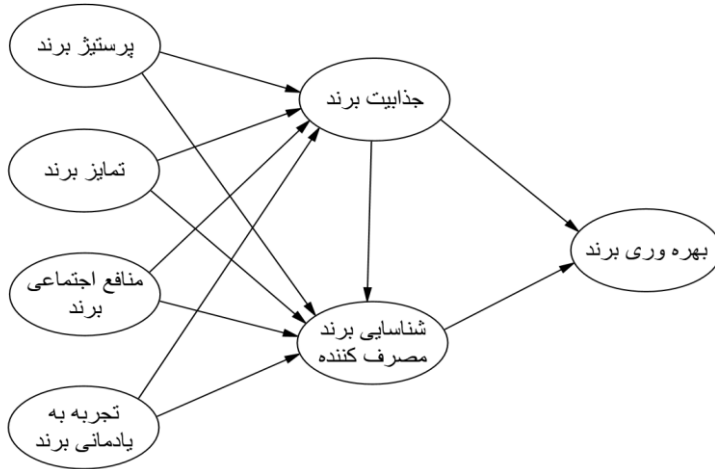 پرستیژ برند
جذابیت برند
تمایز برند
بهره وری برند
منافع اجتماعی
برند
شناسایی برند
مصرف کننده
تجربه به
یادمانی برند